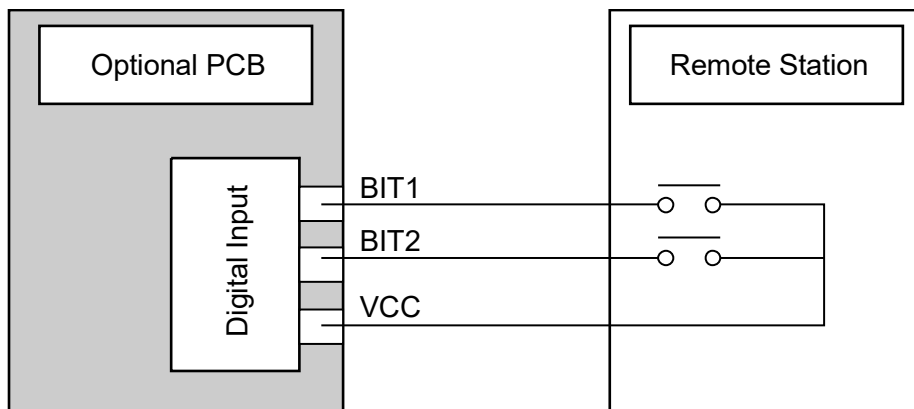 Optional PCB
Remote Station
Digital Input
BIT1
BIT2
VCC